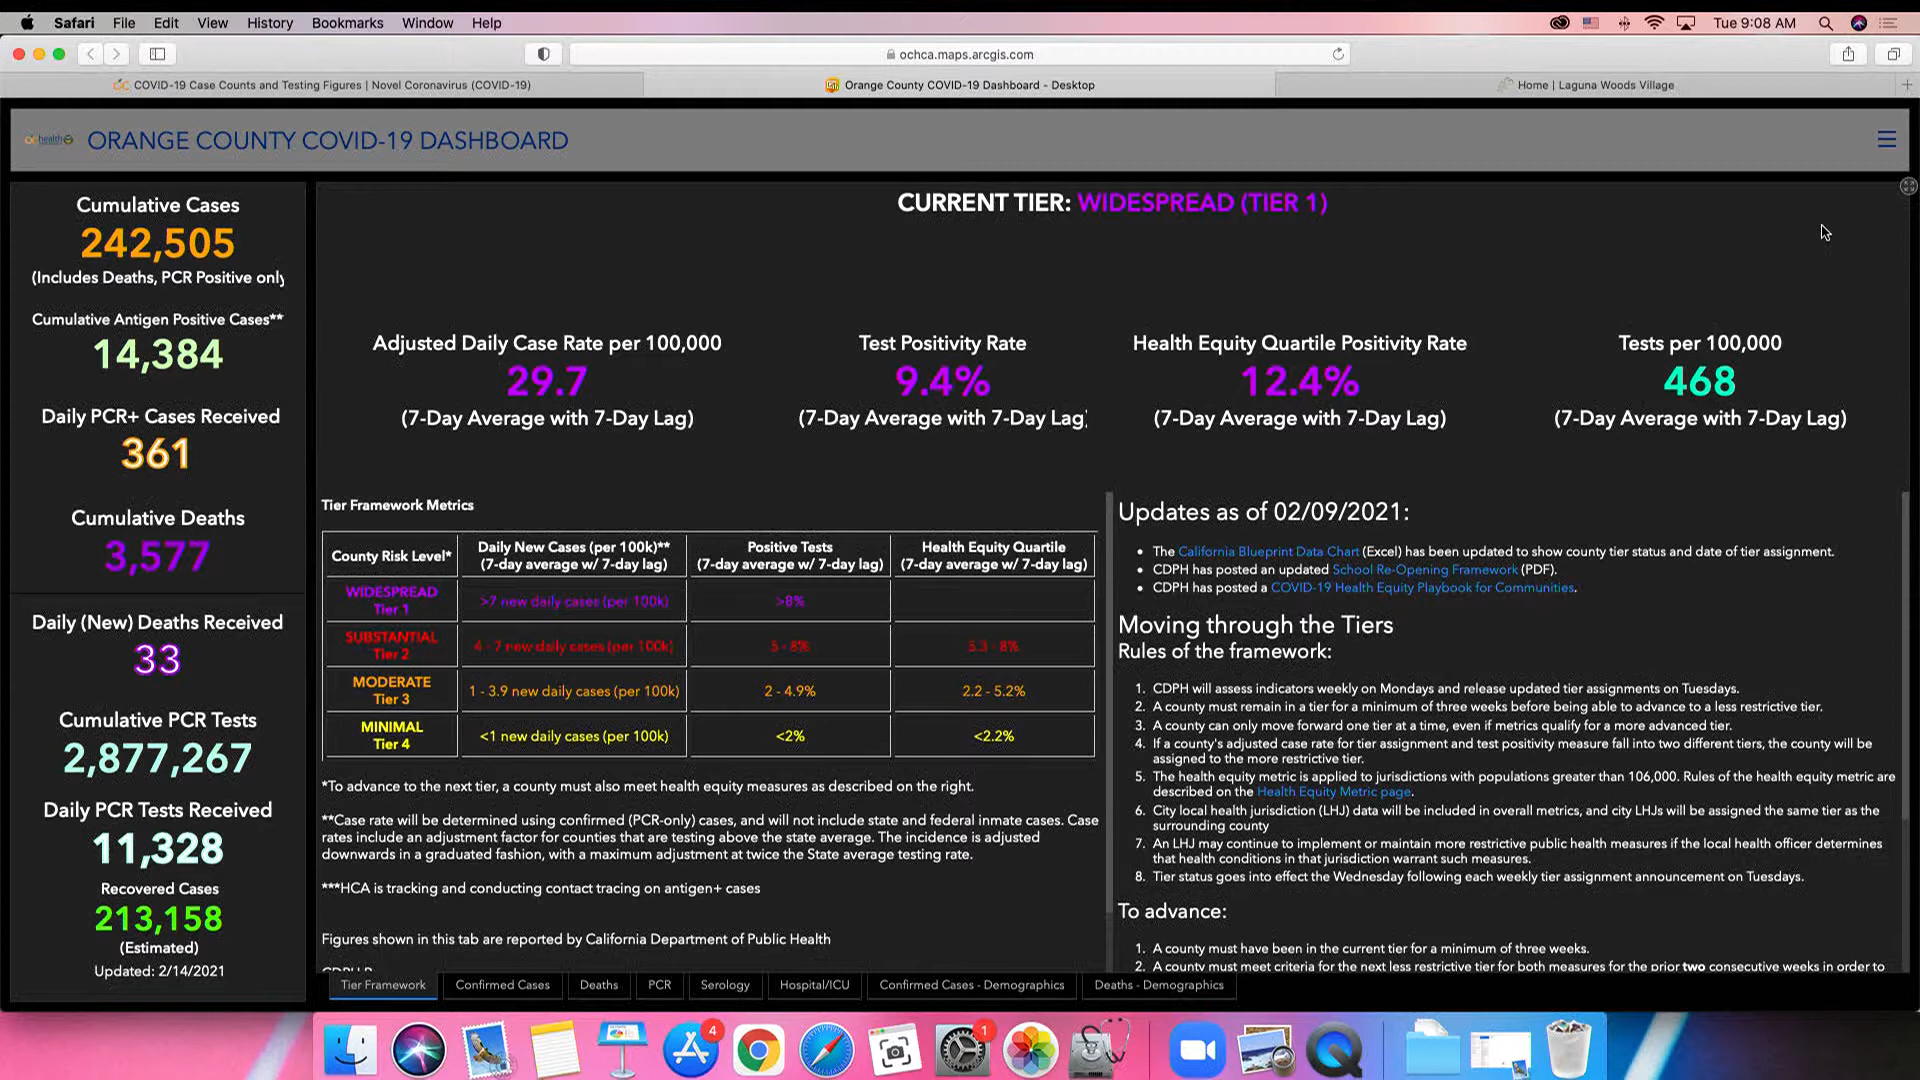 Safari File Edit View History Bookmarks Window Help
Tue 9:08 AM
ochca.maps.arcgis.com
COVID-19 Case Counts and Testing Figures | Novel Coronavirus (COVID-19)
Orange County COVID-19 Dashboard - Desktop
Home | Laguna Woods Village
health
ORANGE COUNTY COVID-19 DASHBOARD
Cumulative Cases
242,505
(Includes Deaths, PCR Positive only
Cumulative Antigen Positive Cases**
14,384
Daily PCR+ Cases Received
361
Cumulative Deaths
3,577
Daily (New) Deaths Received
33
Cumulative PCR Tests
2,877,267
Daily PCR Tests Received
11,328
Recovered Cases
213,158
(Estimated)
Updated: 2/14/2021
CURRENT TIER: WIDESPREAD (TIER 1)
Adjusted Daily Case Rate per 100,000
29.7
(7-Day Average with 7-Day Lag)
Test Positivity Rate
9.4%
(7-Day Average with 7-Day Lag
Health Equity Quartile Positivity Rate
12.4%
(7-Day Average with 7-Day Lag)
Tests per 100,000
468
(7-Day Average with 7-Day Lag)
Tier Framework Metrics
County Risk Level*
Daily New Cases (per 100k)**
(7-day average w/ 7-day lag)
Positive Tests
(7-day average w/ 7-day lag)
Health Equity Quartile
(7-day average w/ 7-day lag)
WIDESPREAD
Tier 1
>7 new daily cases (per 100k)
>8%
SUBSTANTIAL
Tier 2
4 - 7 new daily cases (per 100k)
5 - 8%
5.3 - 8%
MODERATE
Tier 3
1 - 3.9 new daily cases (per 100k)
2 - 4.9%
2.2 - 5.2%
MINIMAL
Tier 4
<1 new daily cases (per 100k)
<2%
<2.2%
*To advance to the next tier, a county must also meet health equity measures as described on the right.
**Case rate will be determined using confirmed (PCR-only) cases, and will not include state and federal inmate cases. Case
rates include an adjustment factor for counties that are testing above the state average. The incidence is adjusted
downwards in a graduated fashion, with a maximum adjustment at twice the State average testing rate.
***HCA is tracking and conducting contact tracing on antigen+ cases
Figures shown in this tab are reported by California Department of Public Health
Updates as of 02/09/2021:
• The California Blueprint Data Chart (Excel) has been updated to show county tier status and date of tier assignment.
• CDPH has posted an updated School Re-Opening Framework (PDF).
• CDPH has posted a COVID-19 Health Equity Playbook for Communities.
Moving through the Tiers
Rules of the framework:
1. CDPH will assess indicators weekly on Mondays and release updated tier assignments on Tuesdays.
2. A county must remain in a tier for a minimum of three weeks before being able to advance to a less restrictive tier.
3. A county can only move forward one tier at a time, even if metrics qualify for a more advanced tier.
4. If a county's adjusted case rate for tier assignment and test positivity measure fall into two different tiers, the county will be
assigned to the more restrictive tier.
5. The health equity metric is applied to jurisdictions with populations greater than 106,000. Rules of the health equity metric are
described on the Health Equity Metric page.
6. City local health jurisdiction (LHJ) data will be included in overall metrics, and city LHJs will be assigned the same tier as the
surrounding county
7. An LHJ may continue to implement or maintain more restrictive public health measures if the local health officer determines
that health conditions in that jurisdiction warrant such measures.
8. Tier status goes into effect the Wednesday following each weekly tier assignment announcement on Tuesdays.
To advance:
1. A county must have been in the current tier for a minimum of three weeks.
2. A county must meet criteria for the next less restrictive tier for both measures for the prior two consecutive weeks in order to
Tier Framework
Confirmed Cases
Deaths
PCR
Serology
Hospital/ICU
Confirmed Cases - Demographics
Deaths - Demographics
4
1